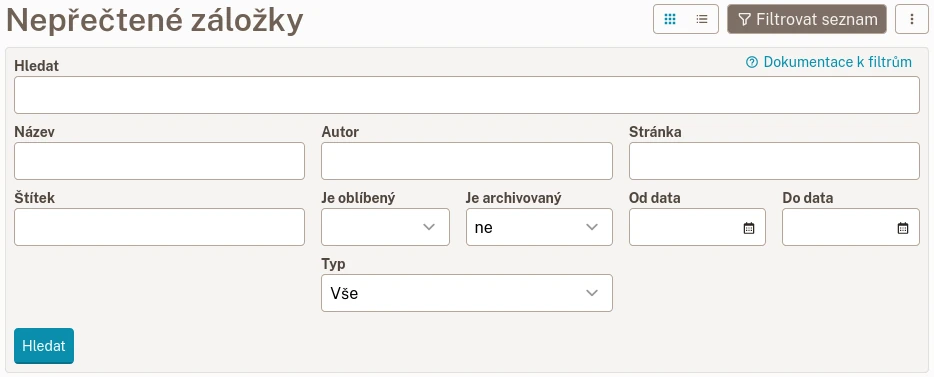 Nepřečtené záložky
Filtrovat seznam
Hledat
Dokumentace k filtrům
Název
Autor
Stránka
Štítek
Je oblíbený
Je archivovaný
Od data
Do data
ne
Typ
Vše
Hledat